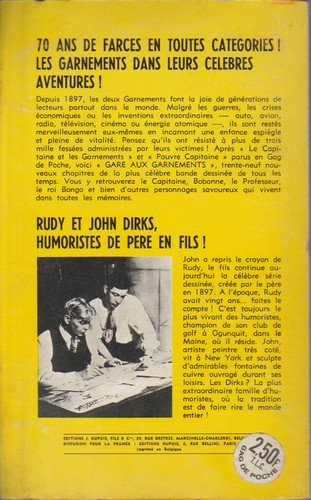 70 ANS DE FARCES EN TOUTES CATEGORIES !
LES GARNEMENTS DANS LEURS CELEBRES
AVENTURES !
Depuis 1897, les deux Garnements font la joie de générations de
lecteurs partout dans le monde. Malgré les guerres, les crises
économiques ou les inventions extraordinaires — auto, avion,
radio, télévision, cinéma ou énergie atomique —, ils sont restés
merveilleusement eux-mêmes en incarnant une enfance espiègle
et pleine de vitalité. Pensez qu'ils ont résisté à plus de trois
mille fessées administrées par leurs victimes ! Après « Le Capi-
taine et les Garnements » et « Pauvre Capitaine » parus en Gag
de Poche, voici « GARE AUX GARNEMENTS », trente-neuf nou-
veaux chapitres de la plus célèbre bande dessinée de tous les
temps. Vous y retrouverez le Capitaine, Bobonne, le Professeur,
le roi Bongo et bien d'autres personnages savoureux qui vivent
dans toutes les mémoires.
RUDY ET JOHN DIRKS,
HUMORISTES DE PERE EN FILS !
John a repris le crayon de
Rudy, le fils continue au-
jourd'hui la célèbre série
dessinée, créée par le père
en 1897. A l'époque, Rudy
avait vingt ans... faites le
compte ! C'est toujours le
plus vivant des humoristes,
champion de son club de
golf à Ogunquit, dans le
Maine, où il réside. John,
artiste peintre très coté,
vit à New York et sculpte
d'admirables fontaines de
cuivre ouvragé durant ses
loisirs. Les Dirks ? La plus
extraordinaire famille d'hu-
moristes, où la tradition
est de faire rire le monde
entier !
EDITIONS J. DUPUIS, FILS & Cie, 39, RUE DESTREE, MARCINELLE-CHARLEROI,
DIFFUSION POUR LA FRANCE : EDITIONS DUPUIS, 5, RUE BELLINI,
Imprimé en Belgique
2,50F
T.L.C.
GAG DE POCHE